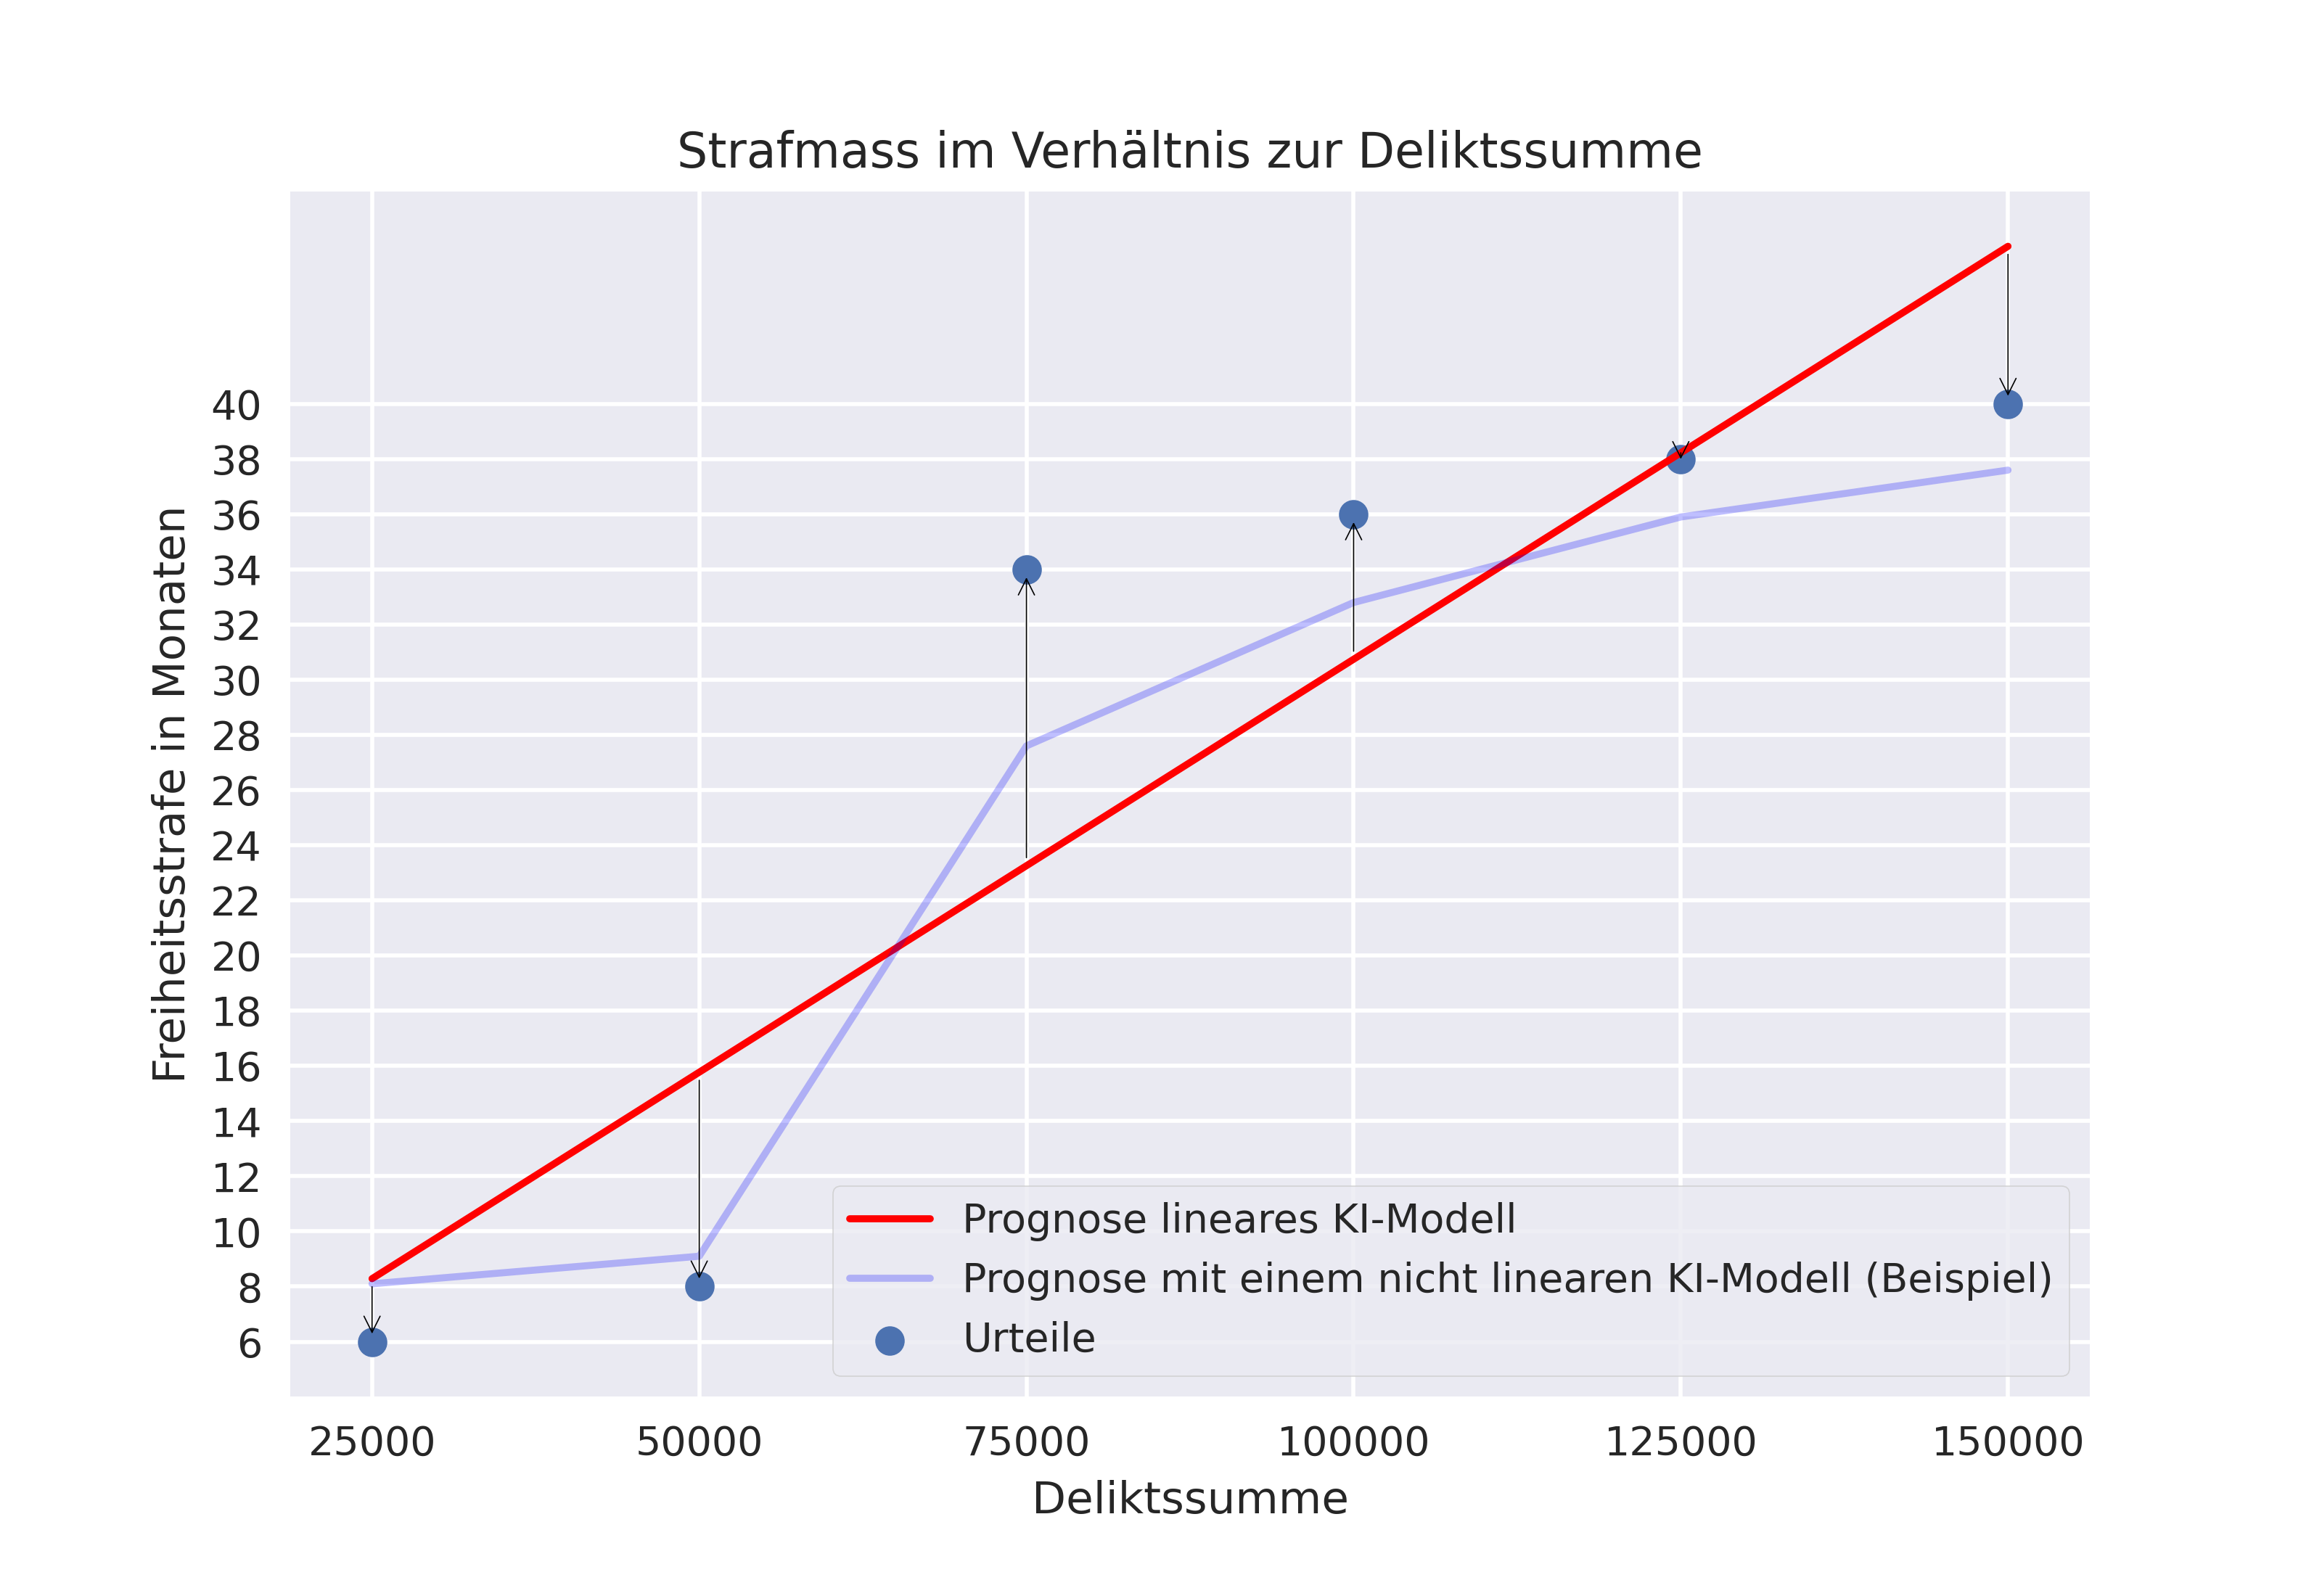 Strafmass im Verhältnis zur Deliktssumme
Freiheitsstrafe in Monaten
40
38
36
34
32
30
28
26
24
22
20
18
16
14
12
10
8
6
Prognose lineares KI-Modell
Prognose mit einem nicht linearen KI-Modell (Beispiel)
Urteile
25000 50000 75000 100000 125000 150000
Deliktssumme